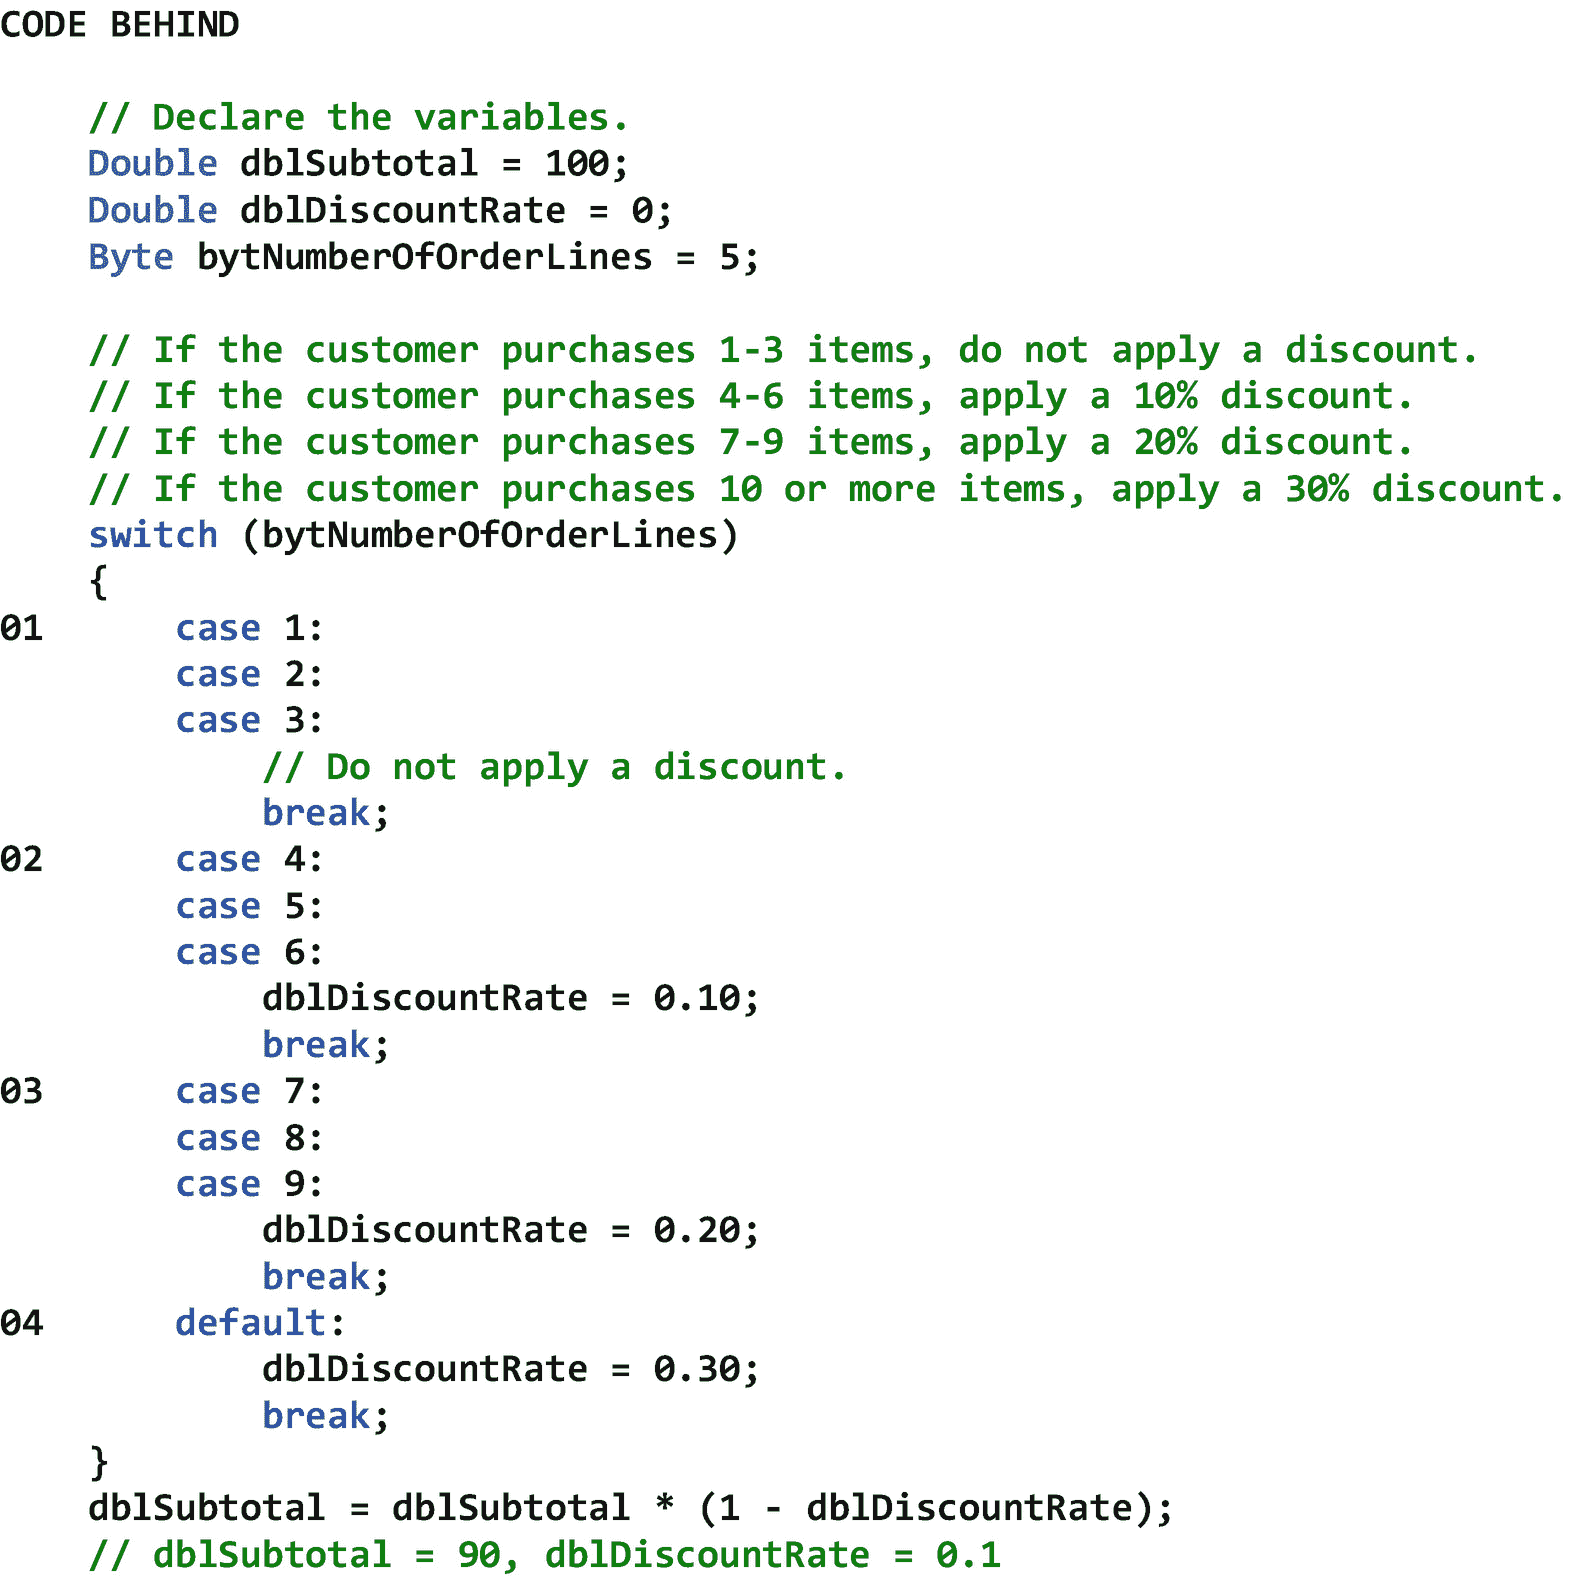 CODE BEHIND
// Declare the variables.
Double dblSubtotal = 100;
Double dblDiscountRate = 0;
Byte bytNumberOfOrderLines = 5;
// If the customer purchases 1-3 items, do not apply a discount.
// If the customer purchases 4-6 items, apply a 10% discount.
// If the customer purchases 7-9 items, apply a 20% discount.
// If the customer purchases 10 or more items, apply a 30% discount.
switch (bytNumberOfOrderLines)
{
01 case 1:
case 2:
case 3:
// Do not apply a discount.
break;
02 case 4:
case 5:
case 6:
dblDiscountRate = 0.10;
break;
03 case 7:
case 8:
case 9:
dblDiscountRate = 0.20;
break;
04 default:
dblDiscountRate = 0.30;
break;
}
dblSubtotal = dblSubtotal * (1 - dblDiscountRate);
// dblSubtotal = 90, dblDiscountRate = 0.1